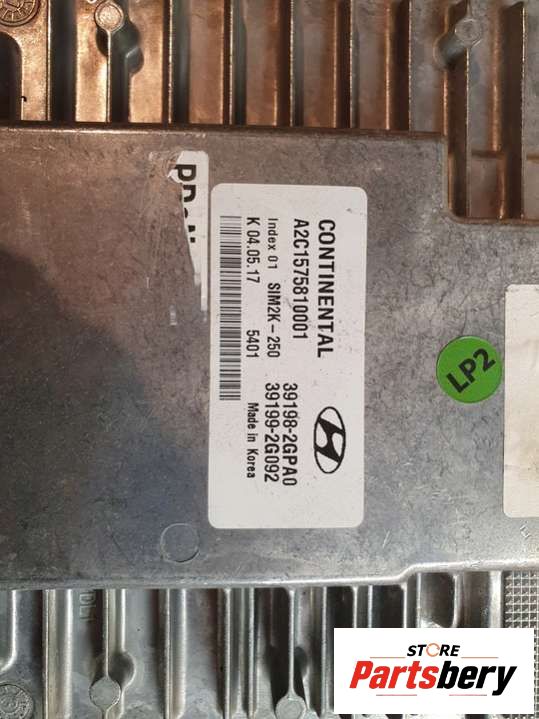 CONTINENTAL
A2C1575810001
Index 01 SIM2K-250
K 04.05.17 5401
39198-2GPA0
39199-2G092
Made in Korea
LP2
STORE
Partsbery